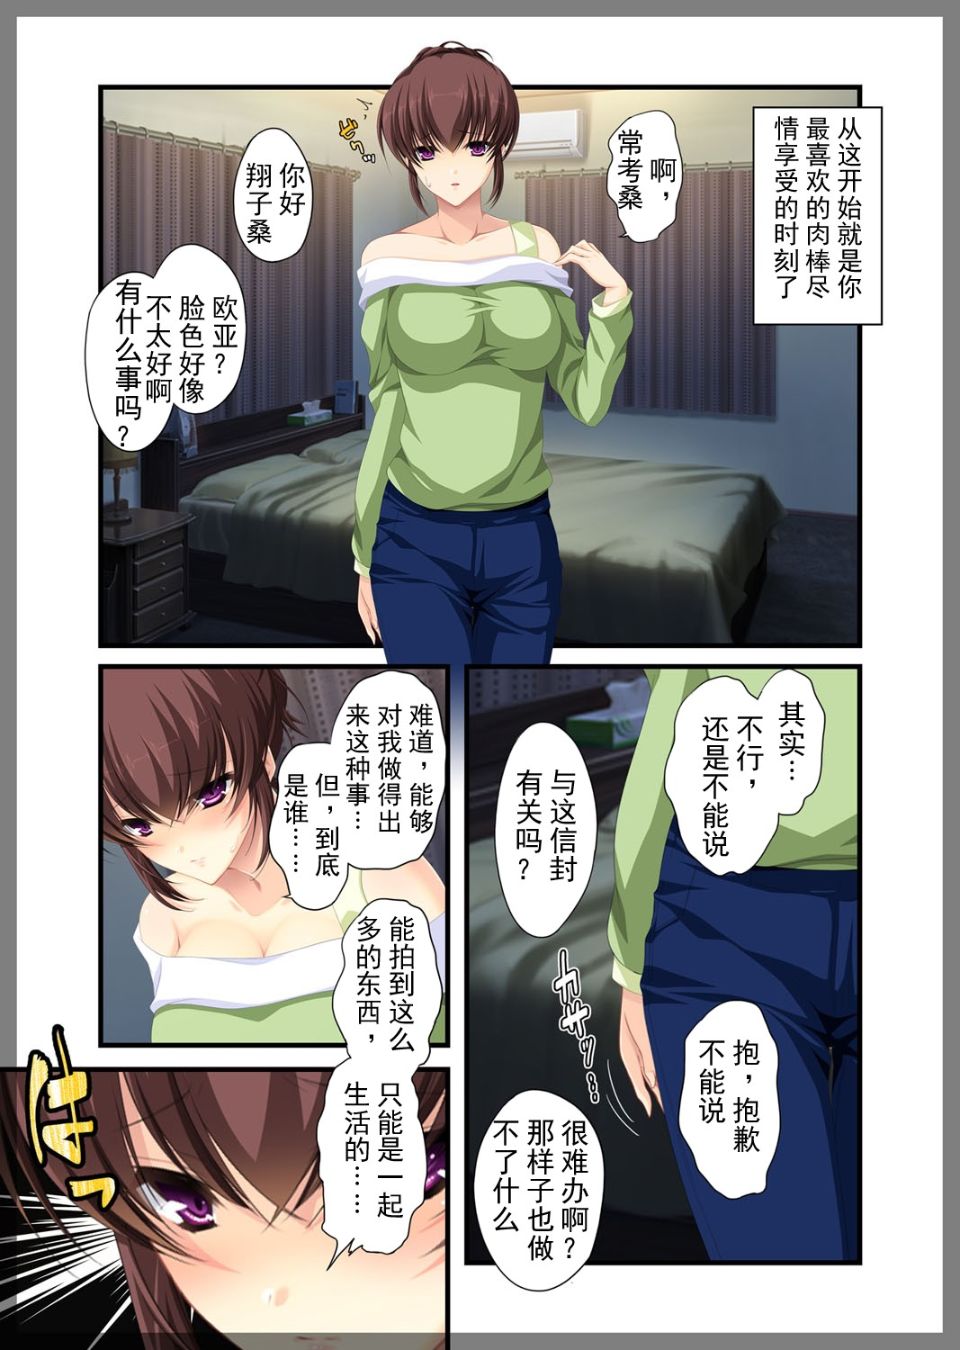 从这开始就是你
最喜欢的肉棒尽
情享受的时刻了
啊，
常考桑
ビクッ
你好
翔子桑
欧亚？
脸色好像
不太好啊
有什么事吗？
其实…
不行，
还是不能说
与这信封
有关吗？
カサッ…
抱，抱歉
不能说
很难办啊？
那样子也做
不了什么
难道，能够
对我做得出
来这种事…
但，到底
是谁……
能拍到这么
多的东西，
只能是一起
生活的……